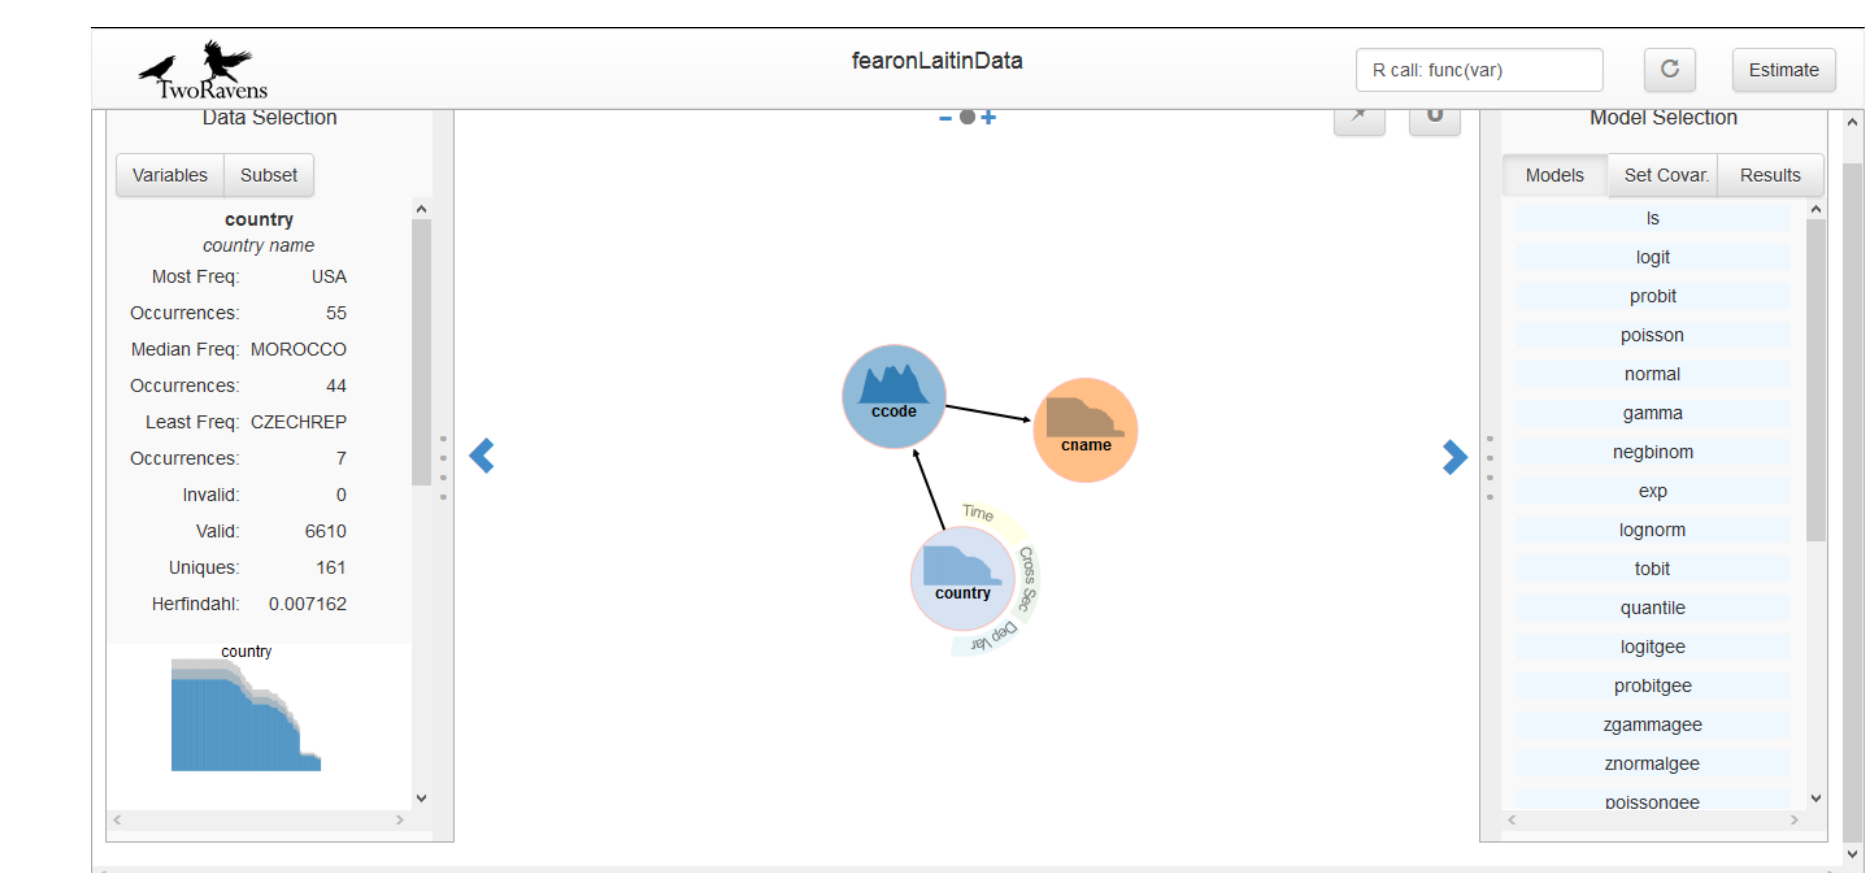 fearonLaitinData
R call: func(var)
Estimate
TwoRavens
Data Selection
Model Selection
Variables
Subset
Models
Set Covar.
Results
country
country name
Most Freq: USA
Occurrences: 55
Median Freq: MOROCCO
Occurrences: 44
Least Freq: CZECHREP
Occurrences: 7
Invalid: 0
Valid: 6610
Uniques: 161
Herfindahl: 0.007162
country
ccode
cname
Time
Cross Sec
Dep Var
country
ls
logit
probit
poisson
normal
gamma
negbinom
exp
lognorm
tobit
quantile
logitgee
probitgee
zgammagee
znormalgee
poissongee